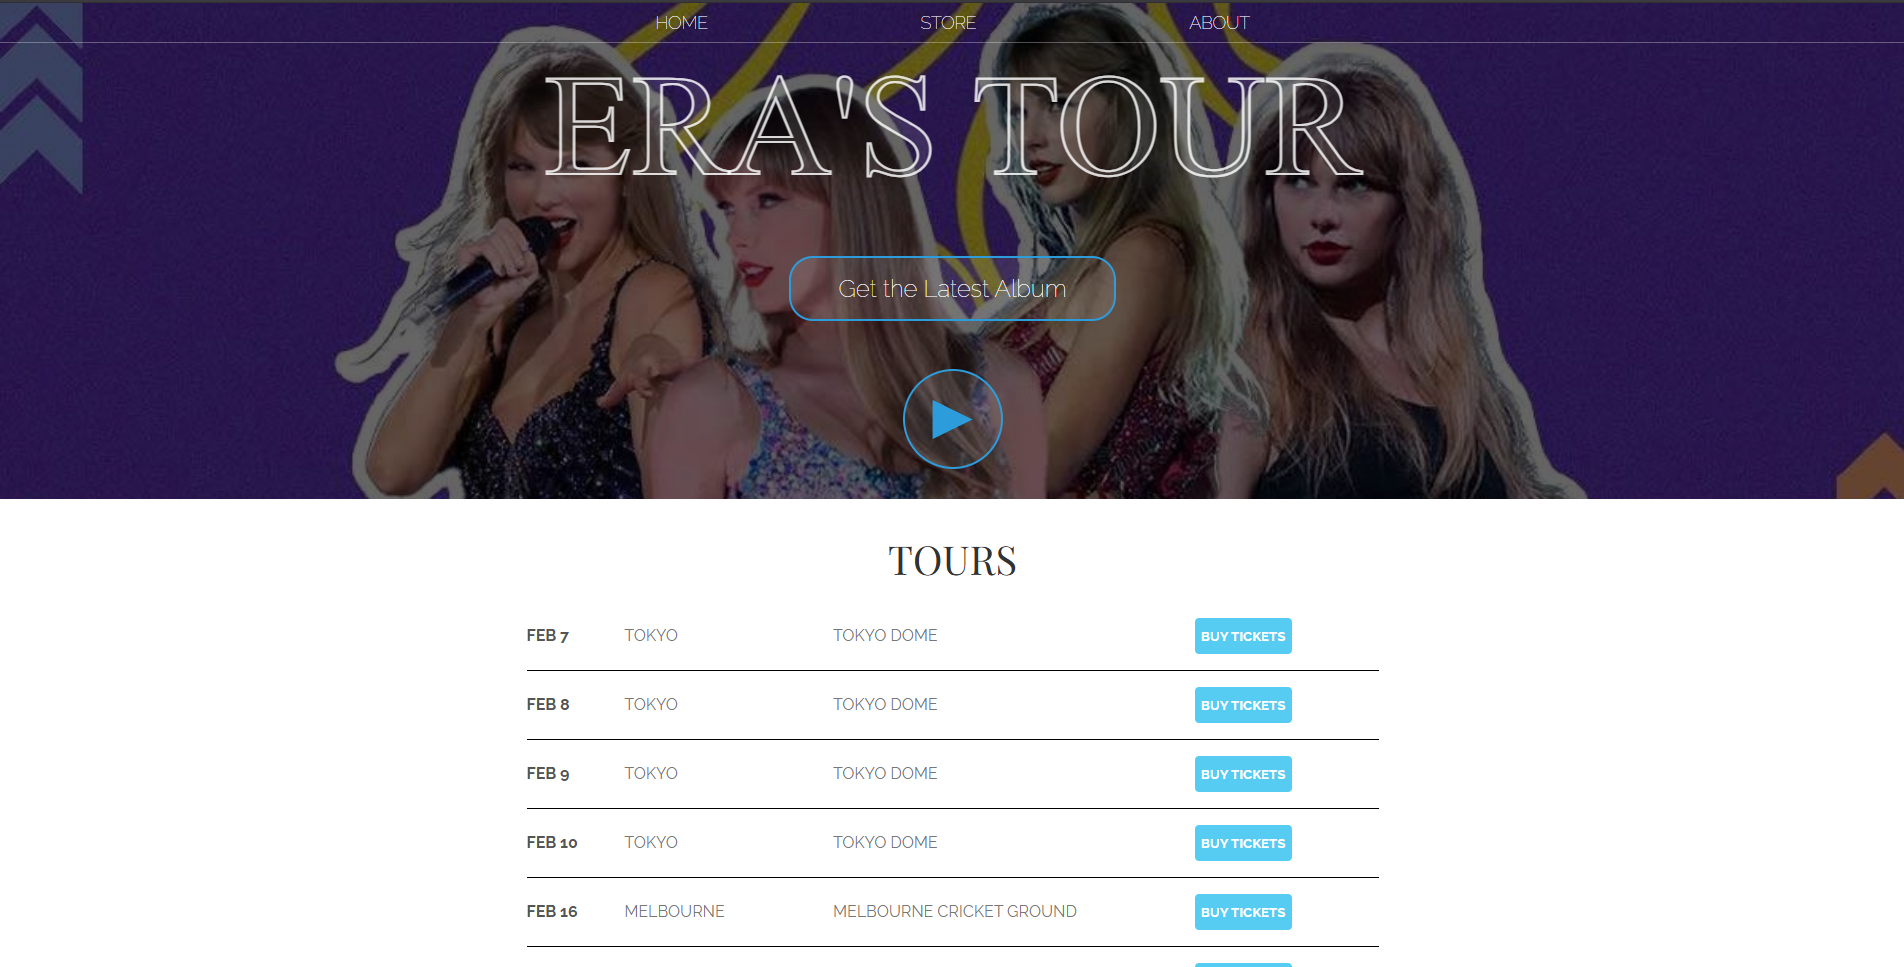 HOME STORE ABOUT
ERA'S TOUR
Get the Latest Album
TOURS
FEB 7 TOKYO TOKYO DOME BUY TICKETS
FEB 8 TOKYO TOKYO DOME BUY TICKETS
FEB 9 TOKYO TOKYO DOME BUY TICKETS
FEB 10 TOKYO TOKYO DOME BUY TICKETS
FEB 16 MELBOURNE MELBOURNE CRICKET GROUND BUY TICKETS